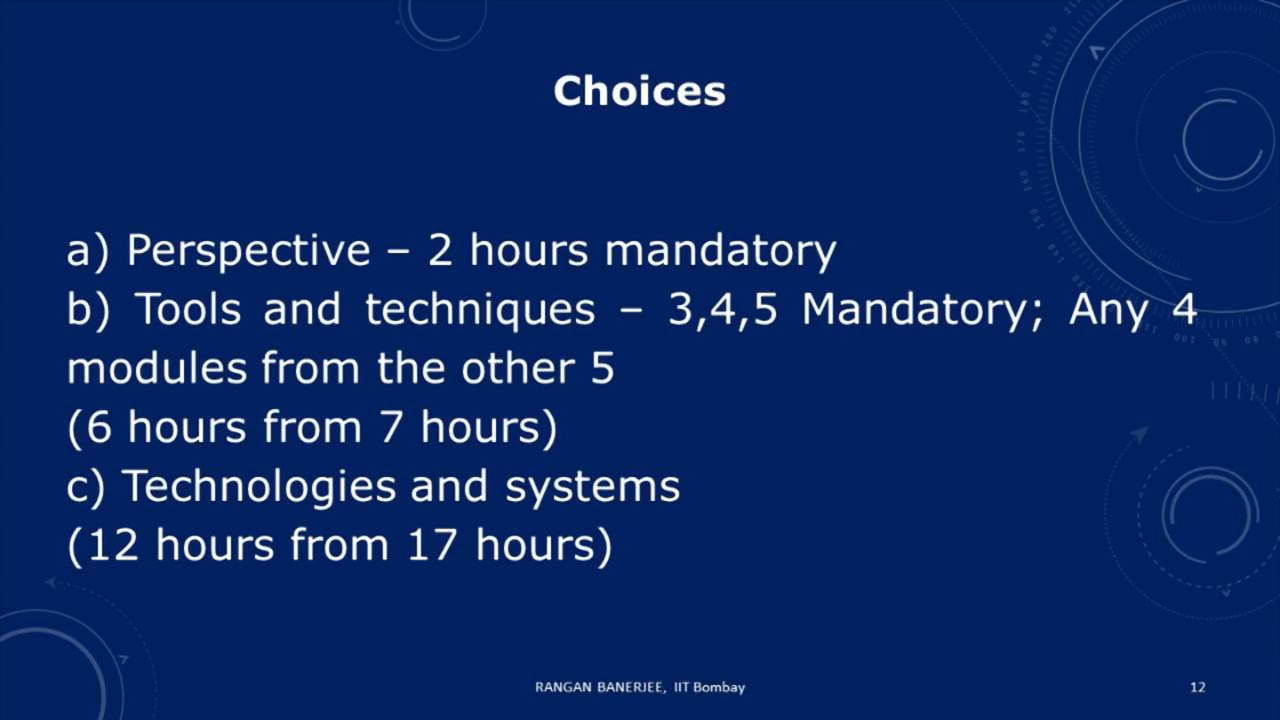 Choices
a) Perspective – 2 hours mandatory
b) Tools and techniques – 3,4,5 Mandatory; Any 4
modules from the other 5
(6 hours from 7 hours)
c) Technologies and systems
(12 hours from 17 hours)
RANGAN BANERJEE, IIT Bombay
12